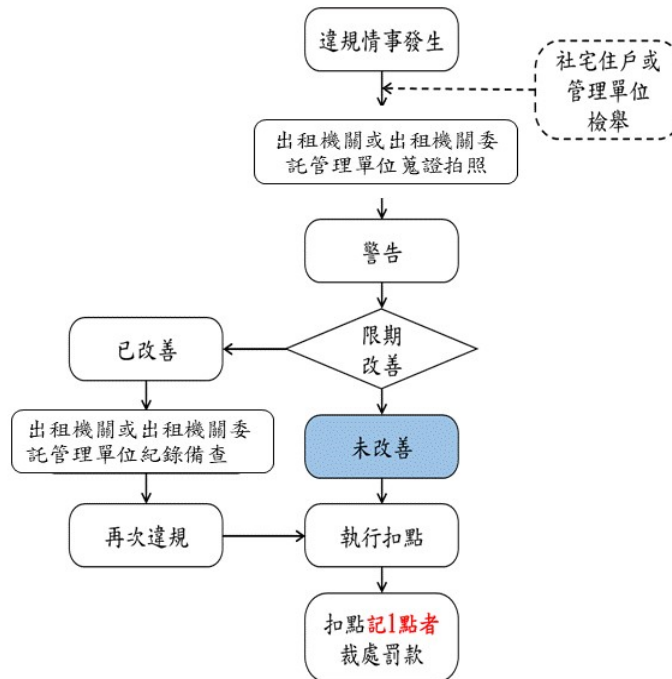 違規情事發生
社宅住戶或
管理單位
檢舉
出租機關或出租機關委
託管理單位蒐證拍照
警告
限期
改善
已改善
出租機關或出租機關委
託管理單位紀錄備查
未改善
再次違規
執行扣點
扣點記1點者
裁處罰款